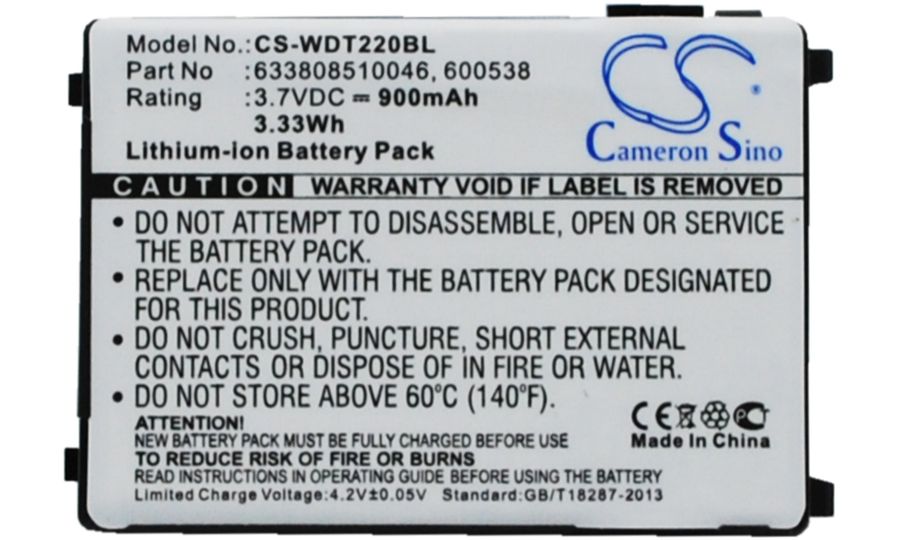 Model No.:CS-WDT220BL
Part No :633808510046, 600538
Rating :3.7VDC ⎓ 900mAh
3.33Wh
Lithium-ion Battery Pack
CS
®
Cameron Sino
CAUTION WARRANTY VOID IF LABEL IS REMOVED
• DO NOT ATTEMPT TO DISASSEMBLE, OPEN OR SERVICE
THE BATTERY PACK.
• REPLACE ONLY WITH THE BATTERY PACK DESIGNATED
FOR THIS PRODUCT.
• DO NOT CRUSH, PUNCTURE, SHORT EXTERNAL
CONTACTS OR DISPOSE OF IN FIRE OR WATER.
• DO NOT STORE ABOVE 60°C (140°F).
CE
Made In China
ATTENTION!
NEW BATTERY PACK MUST BE FULLY CHARGED BEFORE USE
TO REDUCE RISK OF FIRE OR BURNS
READ INSTRUCTIONS IN DEVICE OPERATING GUIDE BEFORE USING THE BATTERY
Limited Charge Voltage:4.2V±0.05V Standard:GB/T18287-2013